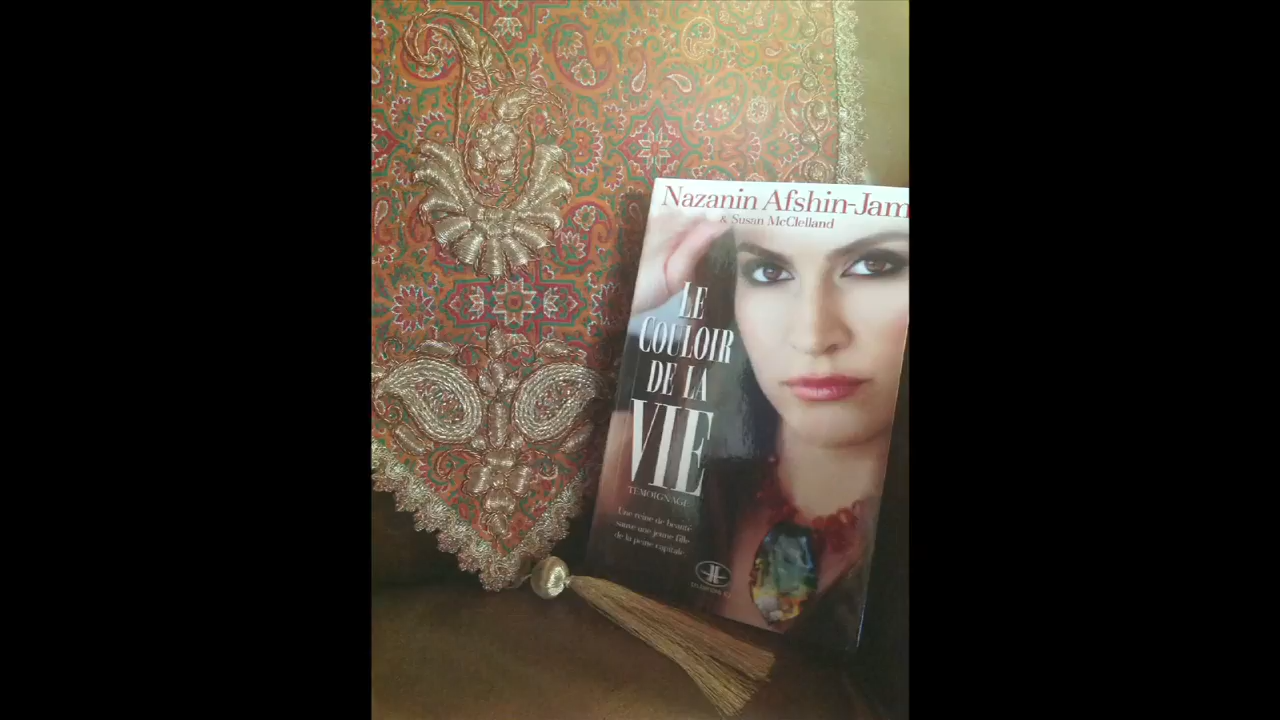 Nazanin Afshin-Jam
& Susan McClelland
LE
COULOIR
DE LA
VIE
TÉMOIGNAGE
Une reine de beauté
sauve une jeune fille
de la peine capitale